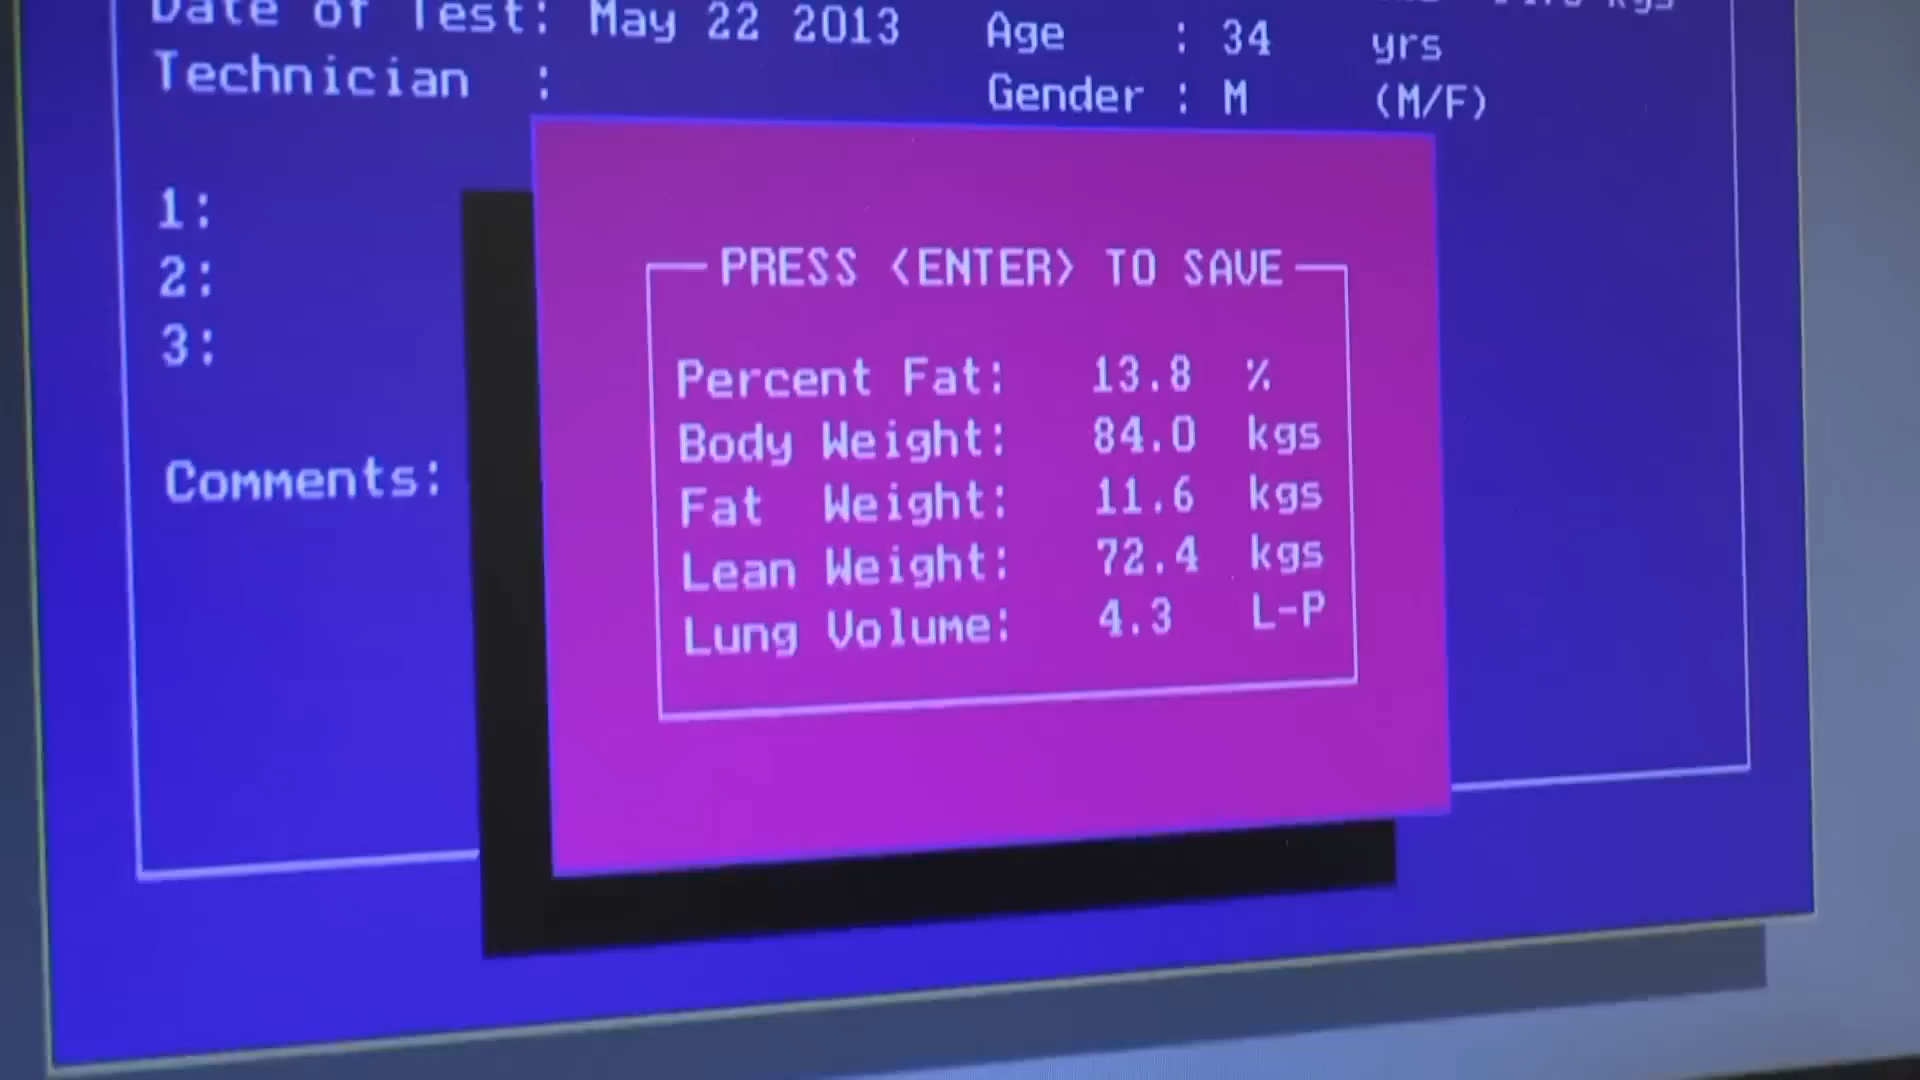 Date of Test: May 22 2013 Age : 34 yrs
Technician : Gender : M (M/F)
1:
2:
3:
Comments:
PRESS <ENTER> TO SAVE
Percent Fat: 13.8 %
Body Weight: 84.0 kgs
Fat Weight: 11.6 kgs
Lean Weight: 72.4 kgs
Lung Volume: 4.3 L-P